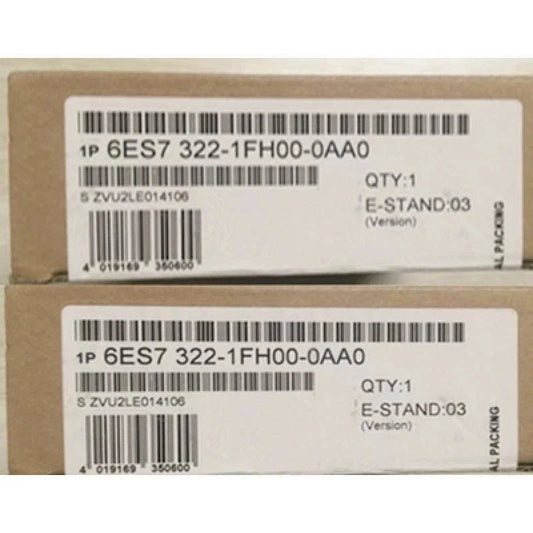 1P 6ES7 322-1FH00-0AA0
S ZVU2LE014106
QTY:1
E-STAND:03
(Version)
4 019169 350600
AL PACKING
1P 6ES7 322-1FH00-0AA0
S ZVU2LE014106
QTY:1
E-STAND:03
(Version)
4 019169 350600
AL PACKING